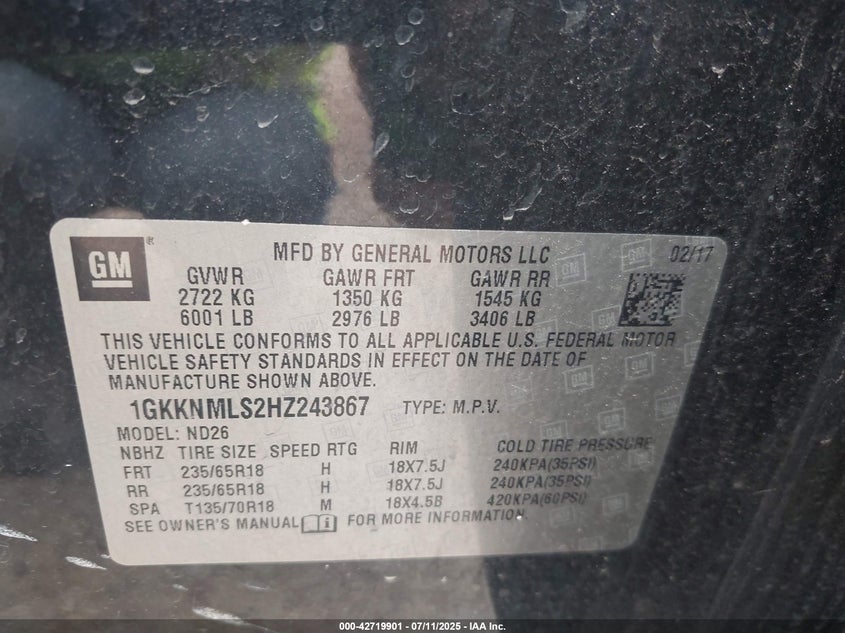 GM ®
MFD BY GENERAL MOTORS LLC 02/17
GVWR GAWR FRT GAWR RR
2722 KG 1350 KG 1545 KG
6001 LB 2976 LB 3406 LB
THIS VEHICLE CONFORMS TO ALL APPLICABLE U.S. FEDERAL MOTOR
VEHICLE SAFETY STANDARDS IN EFFECT ON THE DATE OF
MANUFACTURE SHOWN ABOVE.
1GKKNMLS2HZ243867 TYPE: M.P.V.
MODEL: ND26
NBHZ TIRE SIZE SPEED RTG RIM COLD TIRE PRESSURE
FRT 235/65R18 H 18X7.5J 240KPA(35PSI)
RR 235/65R18 H 18X7.5J 240KPA(35PSI)
SPA T135/70R18 M 18X4.5B 420KPA(60PSI)
SEE OWNER'S MANUAL i FOR MORE INFORMATION.
000-42719901 - 07/11/2025 - IAA Inc.